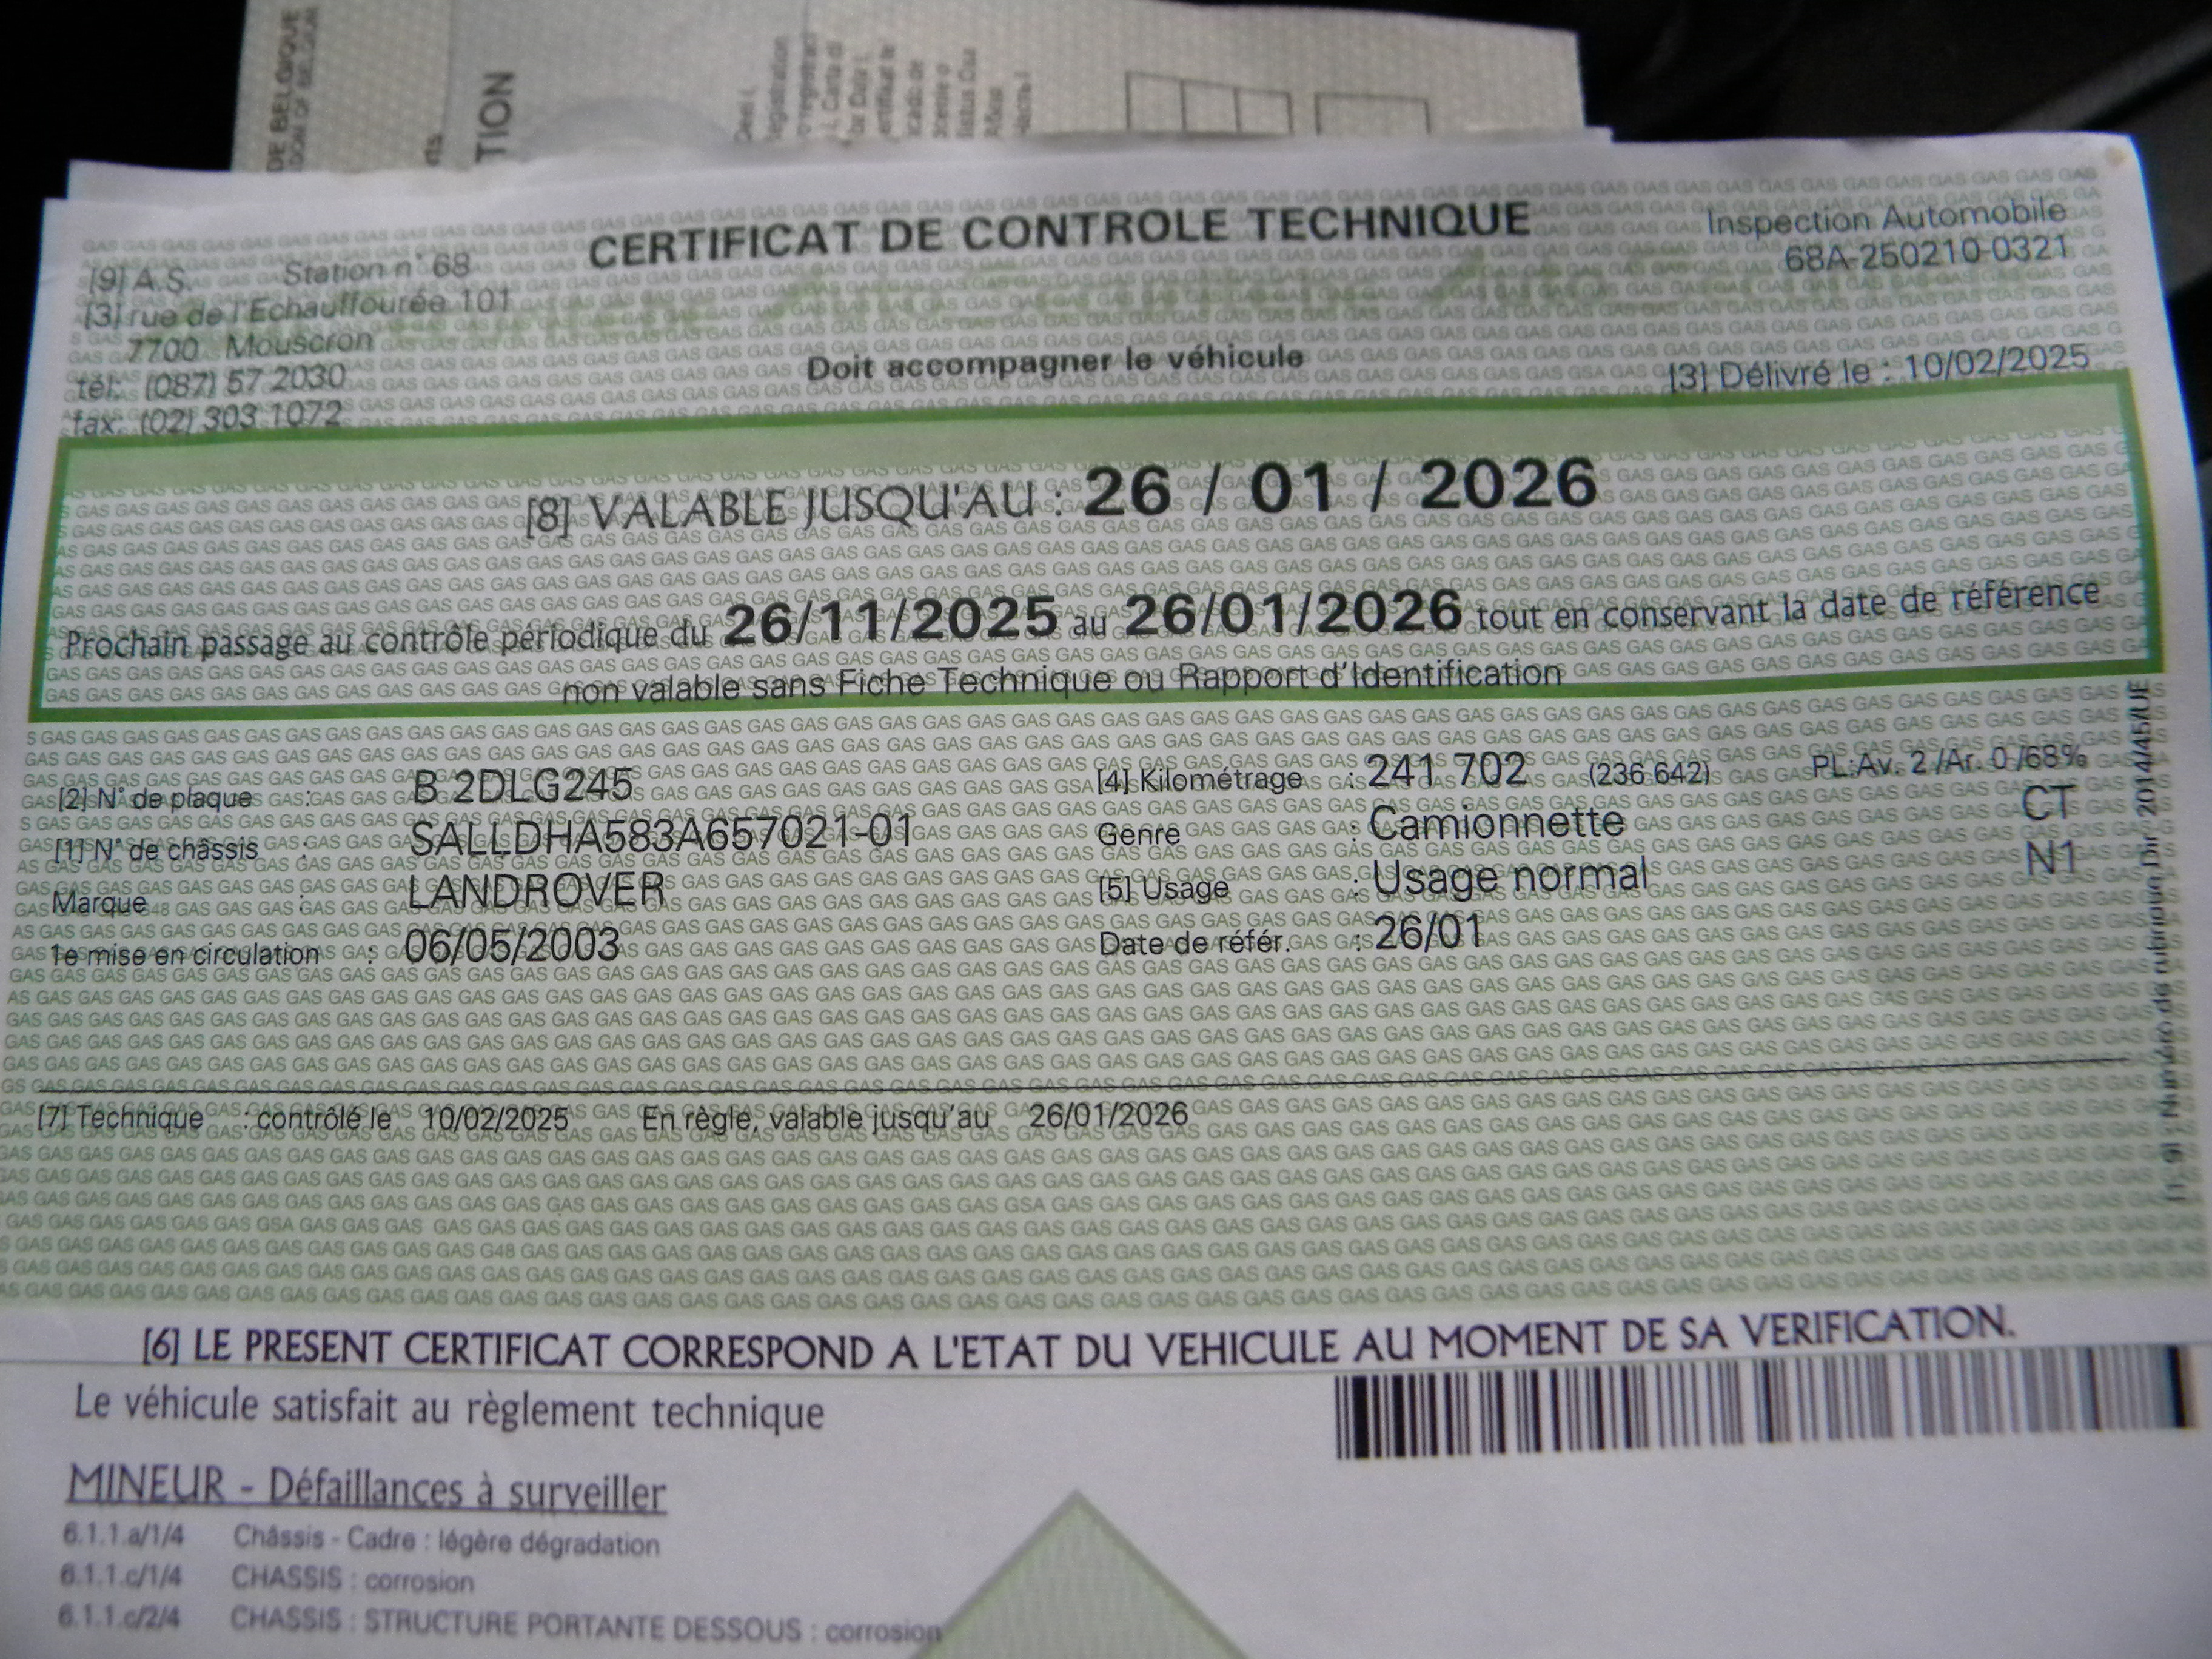 DE BELGIQUE
TION
CERTIFICAT DE CONTROLE TECHNIQUE
Inspection Automobile
68A-250210-0321
[9] A.S. Station n° 68
[3] rue de l'Echauffourée 101
7700 Mouscron
tél: (087) 57 2030
fax: (02) 303 1072
Doit accompagner le véhicule
[3] Délivré le : 10/02/2025
[8] VALABLE JUSQU'AU : 26 / 01 / 2026
Prochain passage au contrôle périodique du 26/11/2025 au 26/01/2026 tout en conservant la date de référence
non valable sans Fiche Technique ou Rapport d'Identification
[2] N° de plaque : B 2DLG245
[4] Kilométrage : 241 702 (236 642) PL:Av. 2 /Ar. 0 /68%
[1] N° de châssis : SALLDHA583A657021-01
Genre : Camionnette CT
Marque : LANDROVER
[5] Usage : Usage normal N1
1e mise en circulation : 06/05/2003
Date de référ. : 26/01
[7] Technique : contrôlé le 10/02/2025 En règle, valable jusqu'au 26/01/2026
2014/45/UE
[6] LE PRESENT CERTIFICAT CORRESPOND A L'ETAT DU VEHICULE AU MOMENT DE SA VERIFICATION.
Le véhicule satisfait au règlement technique
MINEUR - Défaillances à surveiller
6.1.1.a/1/4 Châssis - Cadre : légère dégradation
6.1.1.c/1/4 CHASSIS : corrosion
6.1.1.c/2/4 CHASSIS : STRUCTURE PORTANTE DESSOUS : corrosion